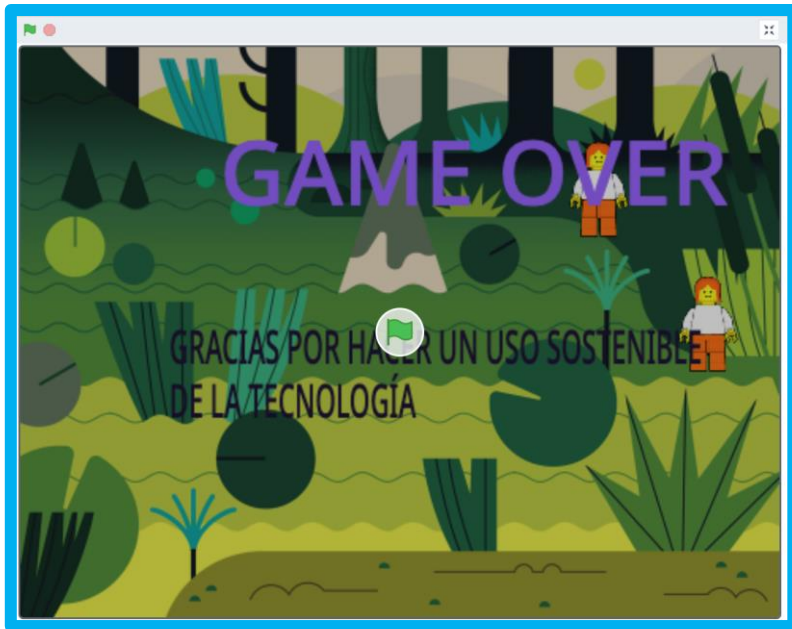 GAME OVER
GRACIAS POR HACER UN USO SOSTENIBLE
DE LA TECNOLOGÍA